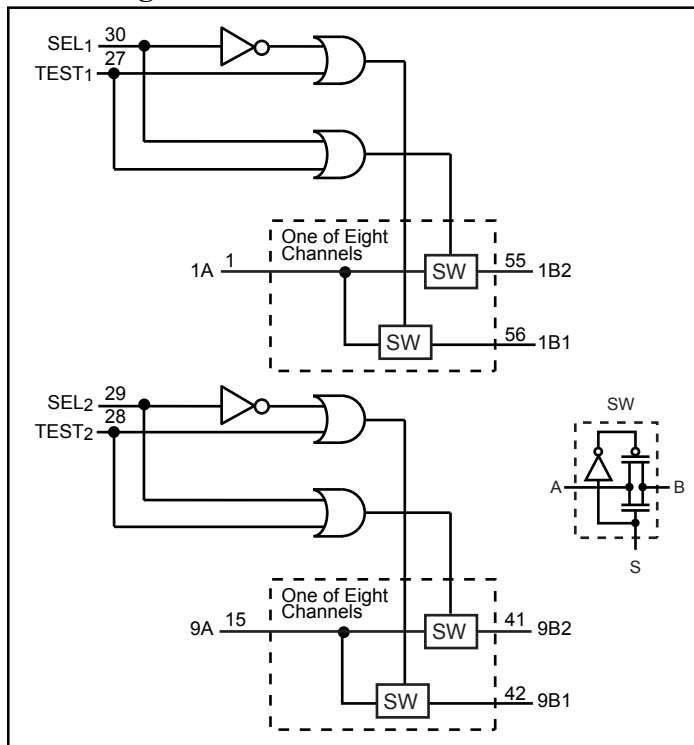 SEL1 30
TEST1 27
One of Eight
Channels
1A 1
SW
55 1B2
SW
56 1B1
SEL2 29
TEST2 28
SW
A
B
S
One of Eight
Channels
9A 15
SW
41 9B2
SW
42 9B1